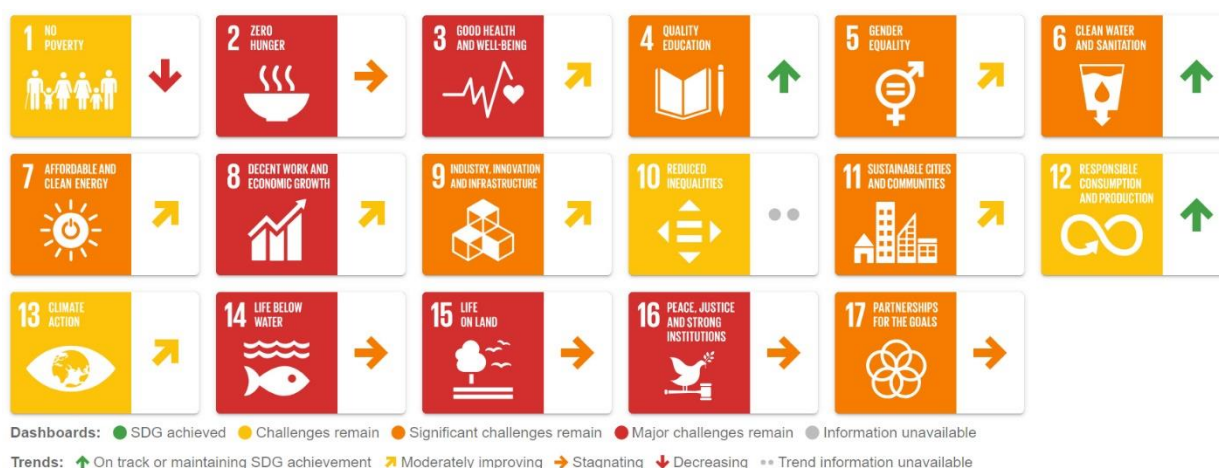 1 NO
POVERTY
2 ZERO
HUNGER
3 GOOD HEALTH
AND WELL-BEING
4 QUALITY
EDUCATION
5 GENDER
EQUALITY
6 CLEAN WATER
AND SANITATION
7 AFFORDABLE AND
CLEAN ENERGY
8 DECENT WORK AND
ECONOMIC GROWTH
9 INDUSTRY, INNOVATION
AND INFRASTRUCTURE
10 REDUCED
INEQUALITIES
11 SUSTAINABLE CITIES
AND COMMUNITIES
12 RESPONSIBLE
CONSUMPTION
AND PRODUCTION
13 CLIMATE
ACTION
14 LIFE BELOW
WATER
15 LIFE
ON LAND
16 PEACE, JUSTICE
AND STRONG
INSTITUTIONS
17 PARTNERSHIPS
FOR THE GOALS
Dashboards: SDG achieved Challenges remain Significant challenges remain Major challenges remain Information unavailable
Trends: On track or maintaining SDG achievement Moderately improving Stagnating Decreasing Trend information unavailable